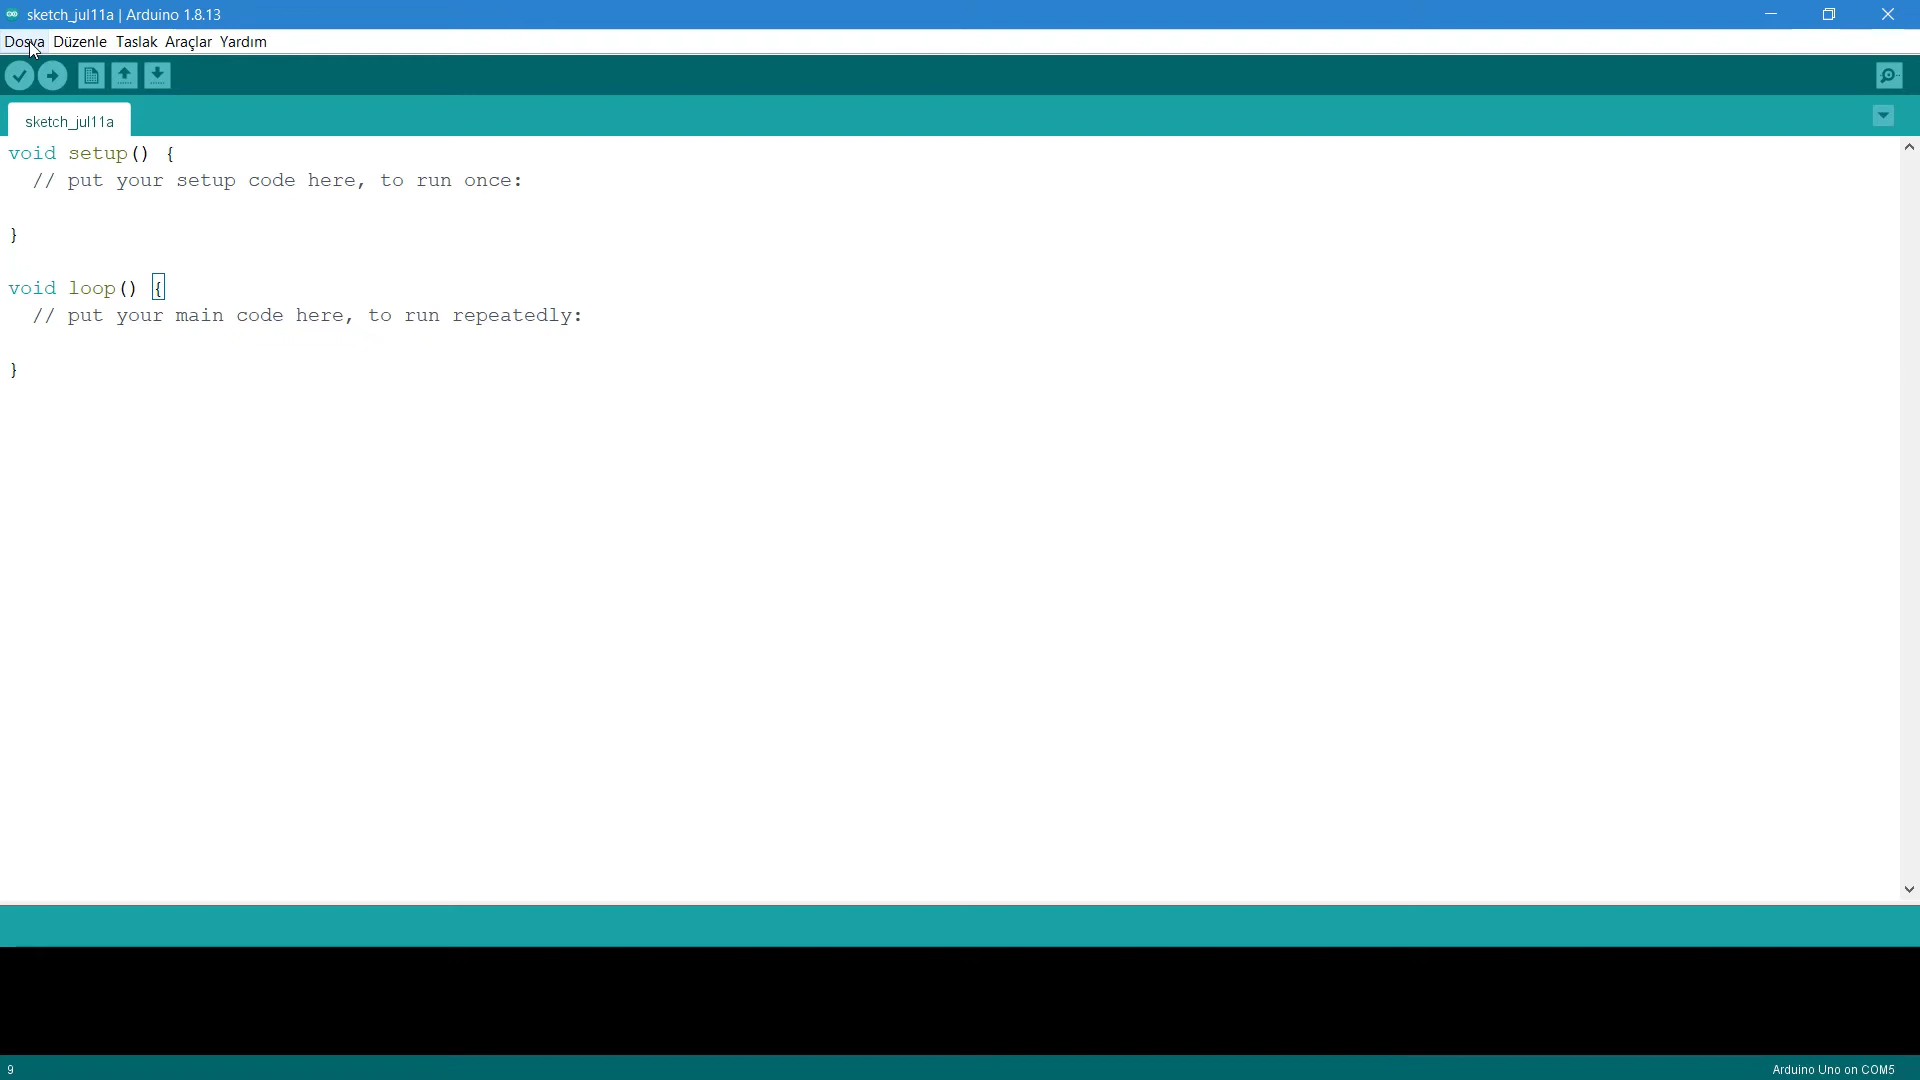 sketch_jul11a | Arduino 1.8.13
Dosya Düzenle Taslak Araçlar Yardım
sketch_jul11a
void setup() {
// put your setup code here, to run once:
}
void loop() {
// put your main code here, to run repeatedly:
}
9
Arduino Uno on COM5